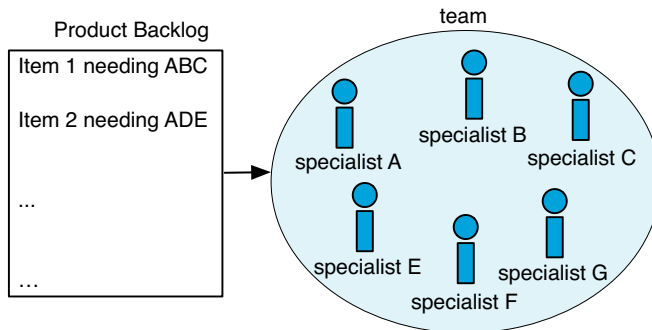 team
Product Backlog
Item 1 needing ABC
Item 2 needing ADE
...
...
specialist A
specialist B
specialist C
specialist E
specialist F
specialist G